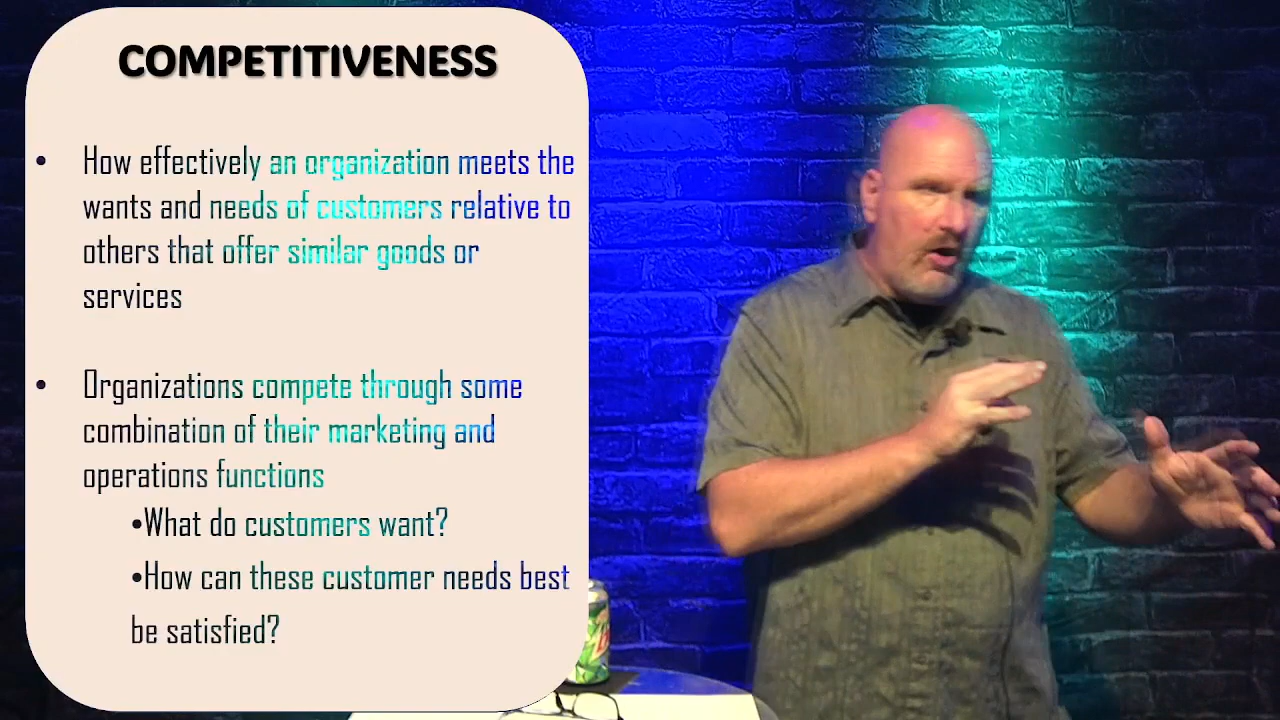 COMPETITIVENESS
• How effectively an organization meets the
wants and needs of customers relative to
others that offer similar goods or
services
• Organizations compete through some
combination of their marketing and
operations functions
•What do customers want?
•How can these customer needs best
be satisfied?